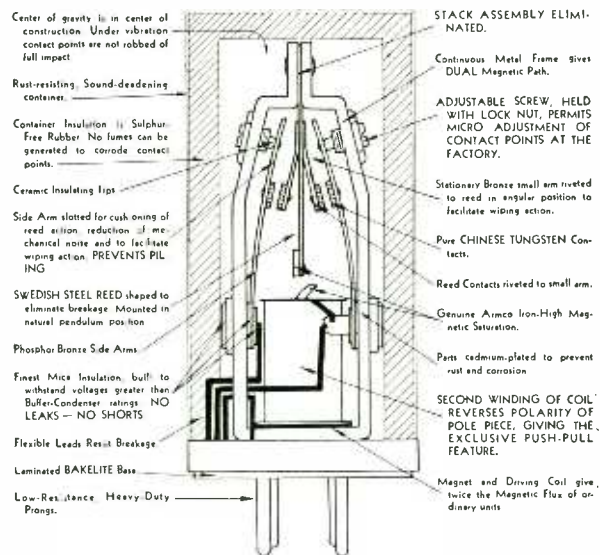 Center of gravity is in center of
construction. Under vibration
contact points are not robbed of
full impact
Rust-resisting, Sound-deadening
container.
Container Insulation is Sulphur-
Free Rubber. No fumes can be
generated to corrode contact
points.
Ceramic Insulating Tips
Side Arm slotted for cushioning of
reed action, reduction of me-
chanical noise and to facilitate
wiping action. PREVENTS PIL
ING
SWEDISH STEEL REED shaped to
eliminate breakage. Mounted in
natural pendulum position
Phosphor Bronze Side Arms
Finest Mica Insulation, built to
withstand voltages greater than
Buffer-Condenser ratings NO
LEAKS — NO SHORTS
Flexible Leads Resist Breakage
Laminated BAKELITE Base
Low-Resistance Heavy Duty
Prongs.
STACK ASSEMBLY ELIMI-
NATED.
Continuous Metal Frame gives
DUAL Magnetic Path.
ADJUSTABLE SCREW, HELD
WITH LOCK NUT, PERMITS
MICRO ADJUSTMENT OF
CONTACT POINTS AT THE
FACTORY.
Stationary Bronze small arm riveted
to reed in angular position to
facilitate wiping action.
Pure CHINESE TUNGSTEN Con-
tacts.
Reed Contacts riveted to small arm.
Genuine Armco Iron-High Mag-
netic Saturation.
Parts cadmium-plated to prevent
rust and corrosion
SECOND WINDING OF COIL
REVERSES POLARITY OF
POLE PIECE, GIVING THE
EXCLUSIVE PUSH-PULL
FEATURE.
Magnet and Driving Coil give
twice the Magnetic Flux of or-
dinary units